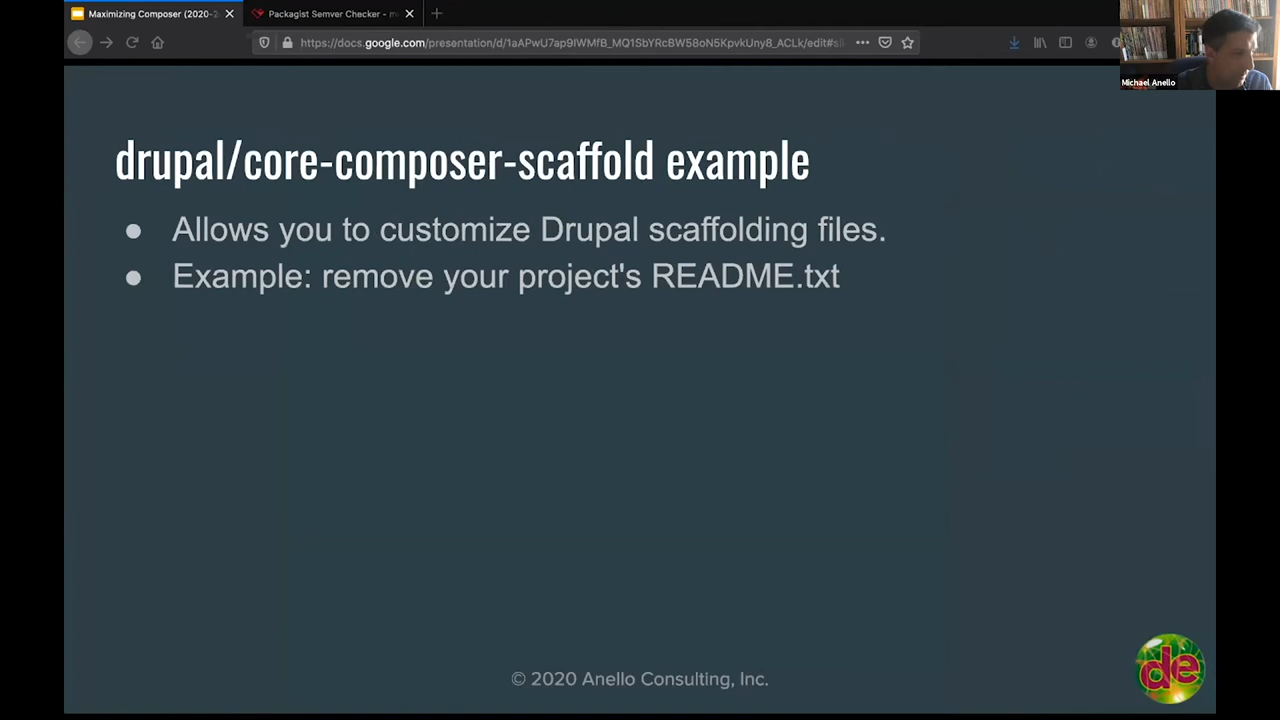 Maximizing Composer (2020-2
Packagist Semver Checker - m
https://docs.google.com/presentation/d/1aAPwU7ap9IWMfB_MQ1SbYRcBW58oN5KpvkUny8_ACLk/edit#sli
Michael Anello
drupal/core-composer-scaffold example
● Allows you to customize Drupal scaffolding files.
● Example: remove your project's README.txt
© 2020 Anello Consulting, Inc.
de